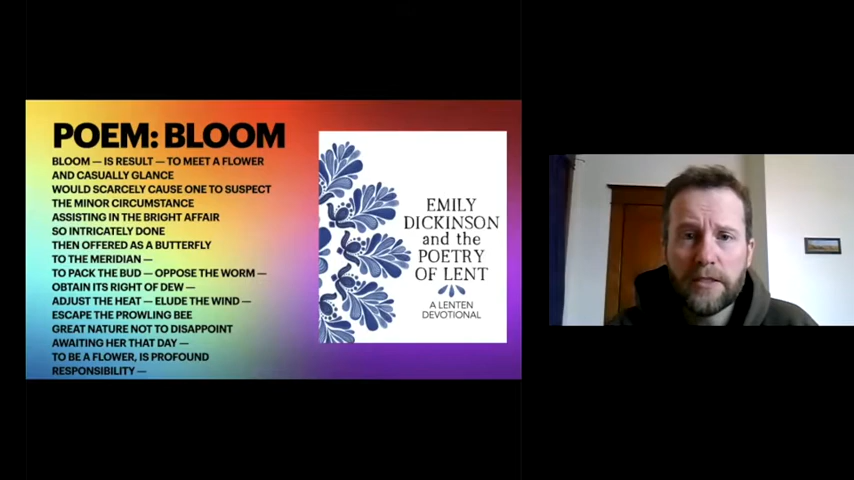 POEM: BLOOM
BLOOM — IS RESULT — TO MEET A FLOWER
AND CASUALLY GLANCE
WOULD SCARCELY CAUSE ONE TO SUSPECT
THE MINOR CIRCUMSTANCE
ASSISTING IN THE BRIGHT AFFAIR
SO INTRICATELY DONE
THEN OFFERED AS A BUTTERFLY
TO THE MERIDIAN —
TO PACK THE BUD — OPPOSE THE WORM —
OBTAIN ITS RIGHT OF DEW —
ADJUST THE HEAT — ELUDE THE WIND —
ESCAPE THE PROWLING BEE
GREAT NATURE NOT TO DISAPPOINT
AWAITING HER THAT DAY —
TO BE A FLOWER, IS PROFOUND
RESPONSIBILITY —
EMILY
DICKINSON
and the
POETRY
OF LENT
A LENTEN
DEVOTIONAL